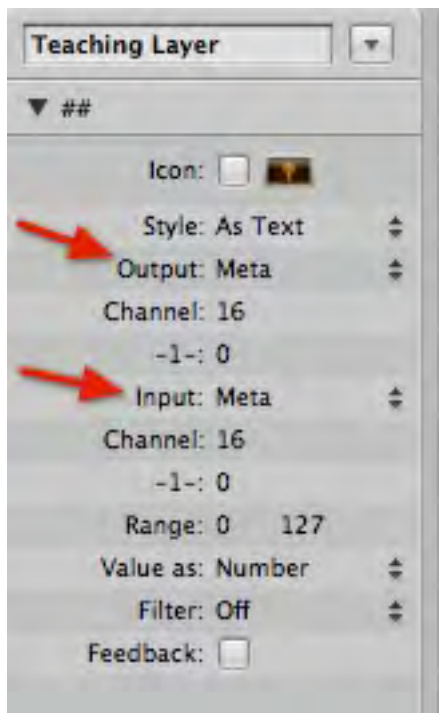 Teaching Layer
##
Icon:
Style: As Text
Output: Meta
Channel: 16
-1-: 0
Input: Meta
Channel: 16
-1-: 0
Range: 0 127
Value as: Number
Filter: Off
Feedback: